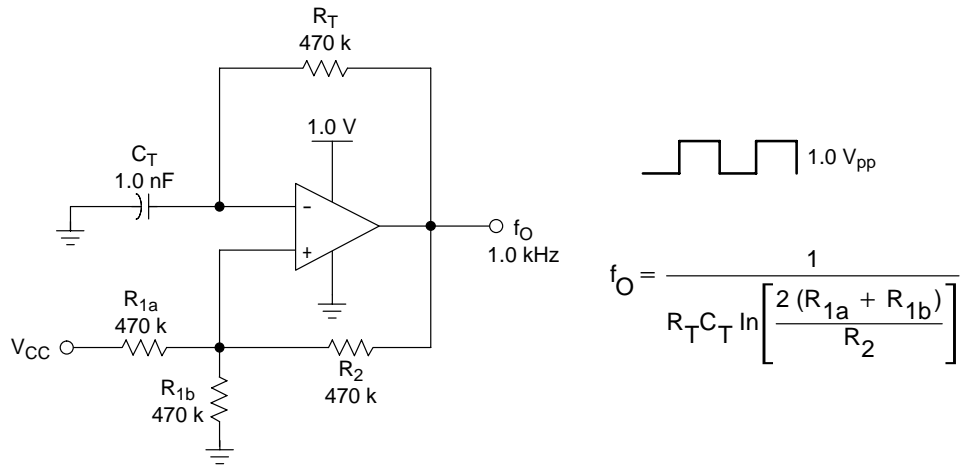 R_T
470 k
1.0 V
C_T
1.0 nF
-
+
f_O
1.0 kHz
R_1a
470 k
V_CC
R_2
470 k
R_1b
470 k
1.0 V_pp
f_O = 1 / R_T C_T ln[2 (R_1a + R_1b) / R_2]